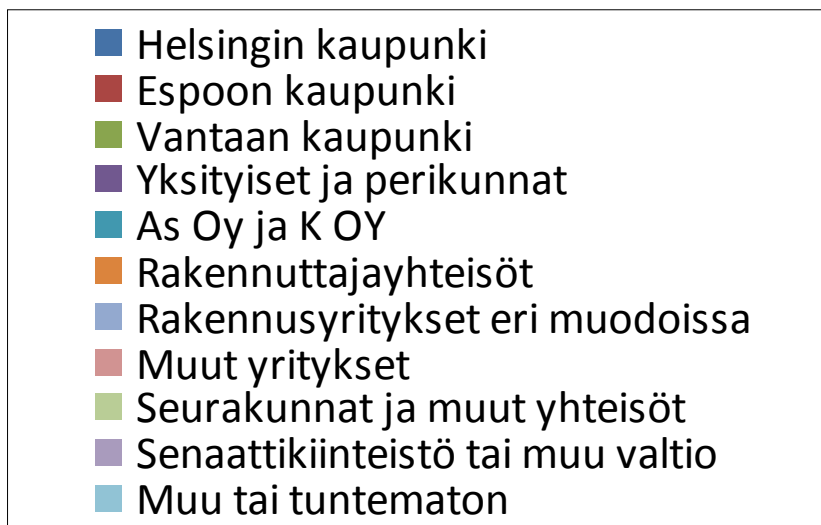 Helsingin kaupunki
Espoon kaupunki
Vantaan kaupunki
Yksityiset ja perikunnat
As Oy ja K OY
Rakennuttajayhteisöt
Rakennusyritykset eri muodoissa
Muut yritykset
Seurakunnat ja muut yhteisöt
Senaattikiinteistö tai muu valtio
Muu tai tuntematon